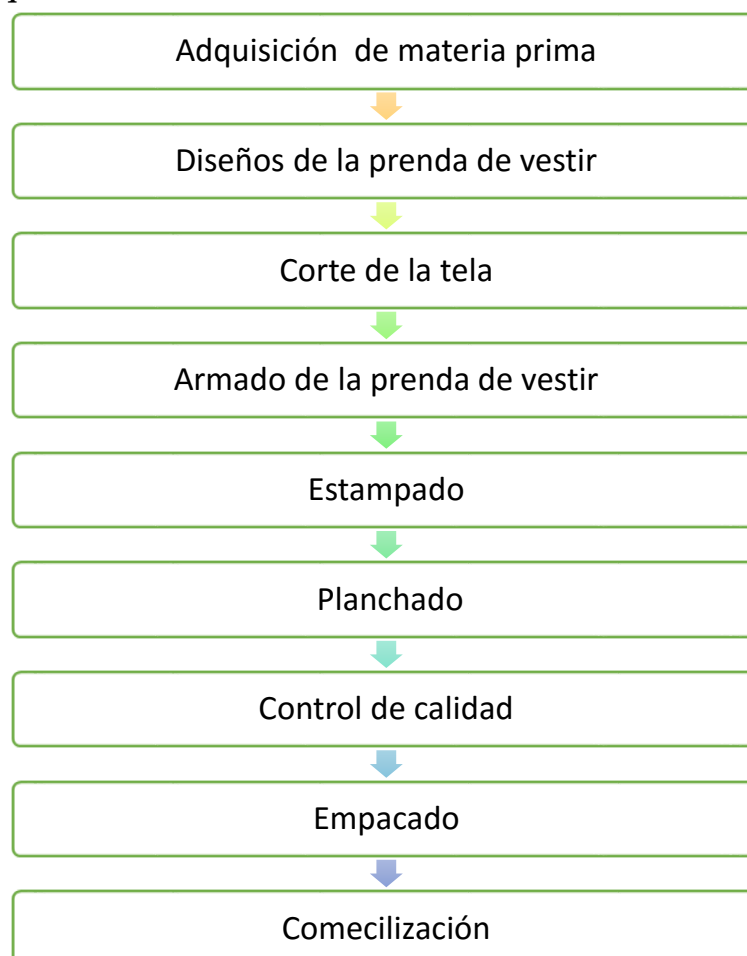 Adquisición  de materia prima
Diseños de la prenda de vestir
Corte de la tela
Armado de la prenda de vestir
Estampado
Planchado
Control de calidad
Empacado
Comecilización